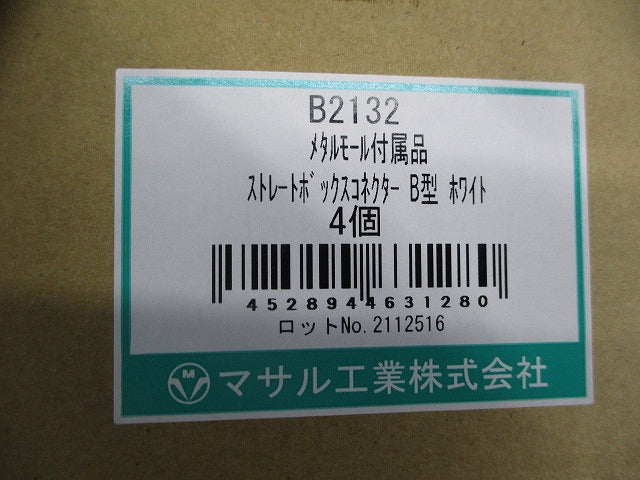 B2132
ﾒﾀﾙﾓｰﾙ付属品
ｽﾄﾚｰﾄﾎﾞｯｸｽｺﾈｸﾀｰ B型 ﾎﾜｲﾄ
4個
4528944631280
ロットNo.2112516
M マサル工業株式会社